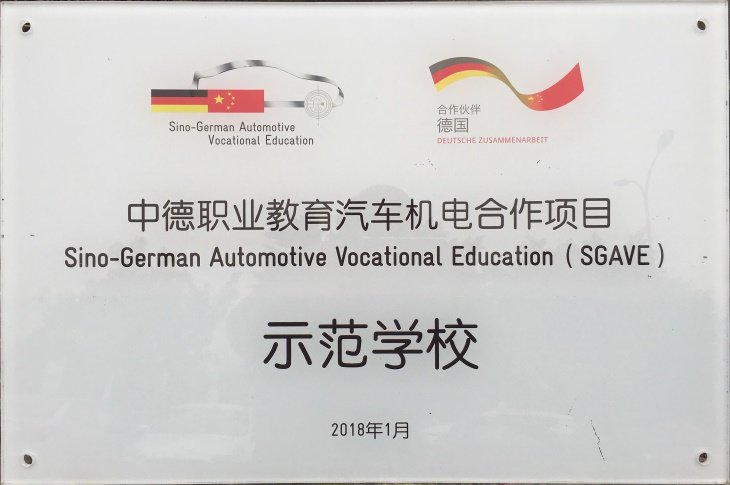 Sino-German Automotive
Vocational Education
合作伙伴
德国
DEUTSCHE ZUSAMMENARBEIT
中德职业教育汽车机电合作项目
Sino-German Automotive Vocational Education ( SGAVE )
示范学校
2018年1月